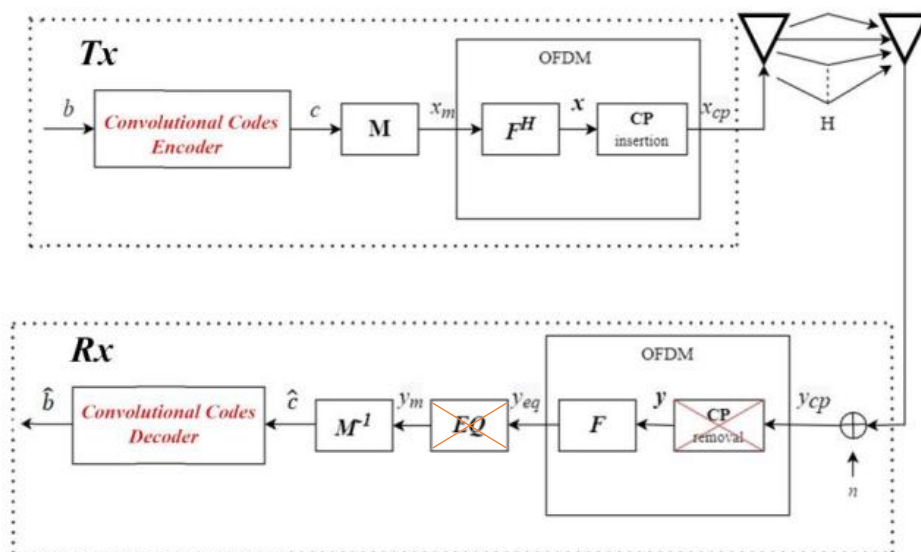 Tx
OFDM
b
Convolutional Codes
Encoder
c
M
x_m
F^H
x
CP
insertion
x_cp
H
Rx
OFDM
b̂
Convolutional Codes
Decoder
ĉ
M^-1
y_m
EQ
y_eq
F
y
CP
removal
y_cp
n